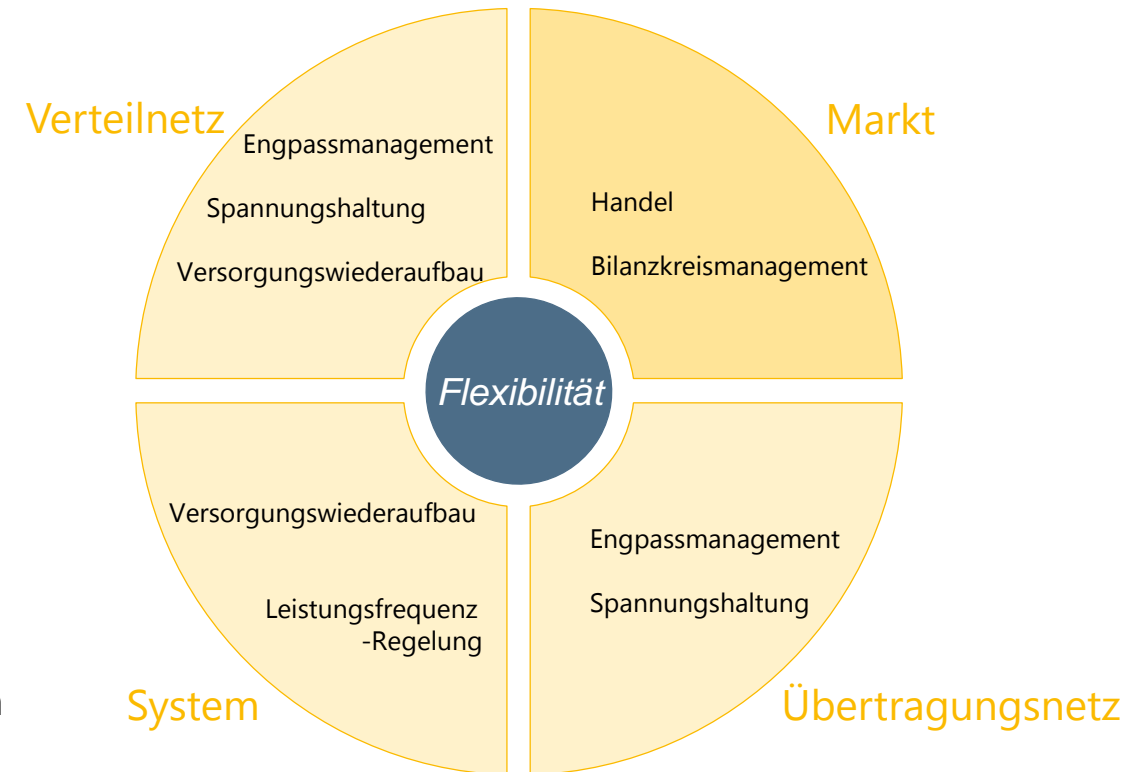 Verteilnetz
Engpassmanagement
Spannungshaltung
Versorgungswiederaufbau
Markt
Handel
Bilanzkreismanagement
Flexibilität
Versorgungswiederaufbau
Leistungsfrequenz
-Regelung
System
Engpassmanagement
Spannungshaltung
Übertragungsnetz